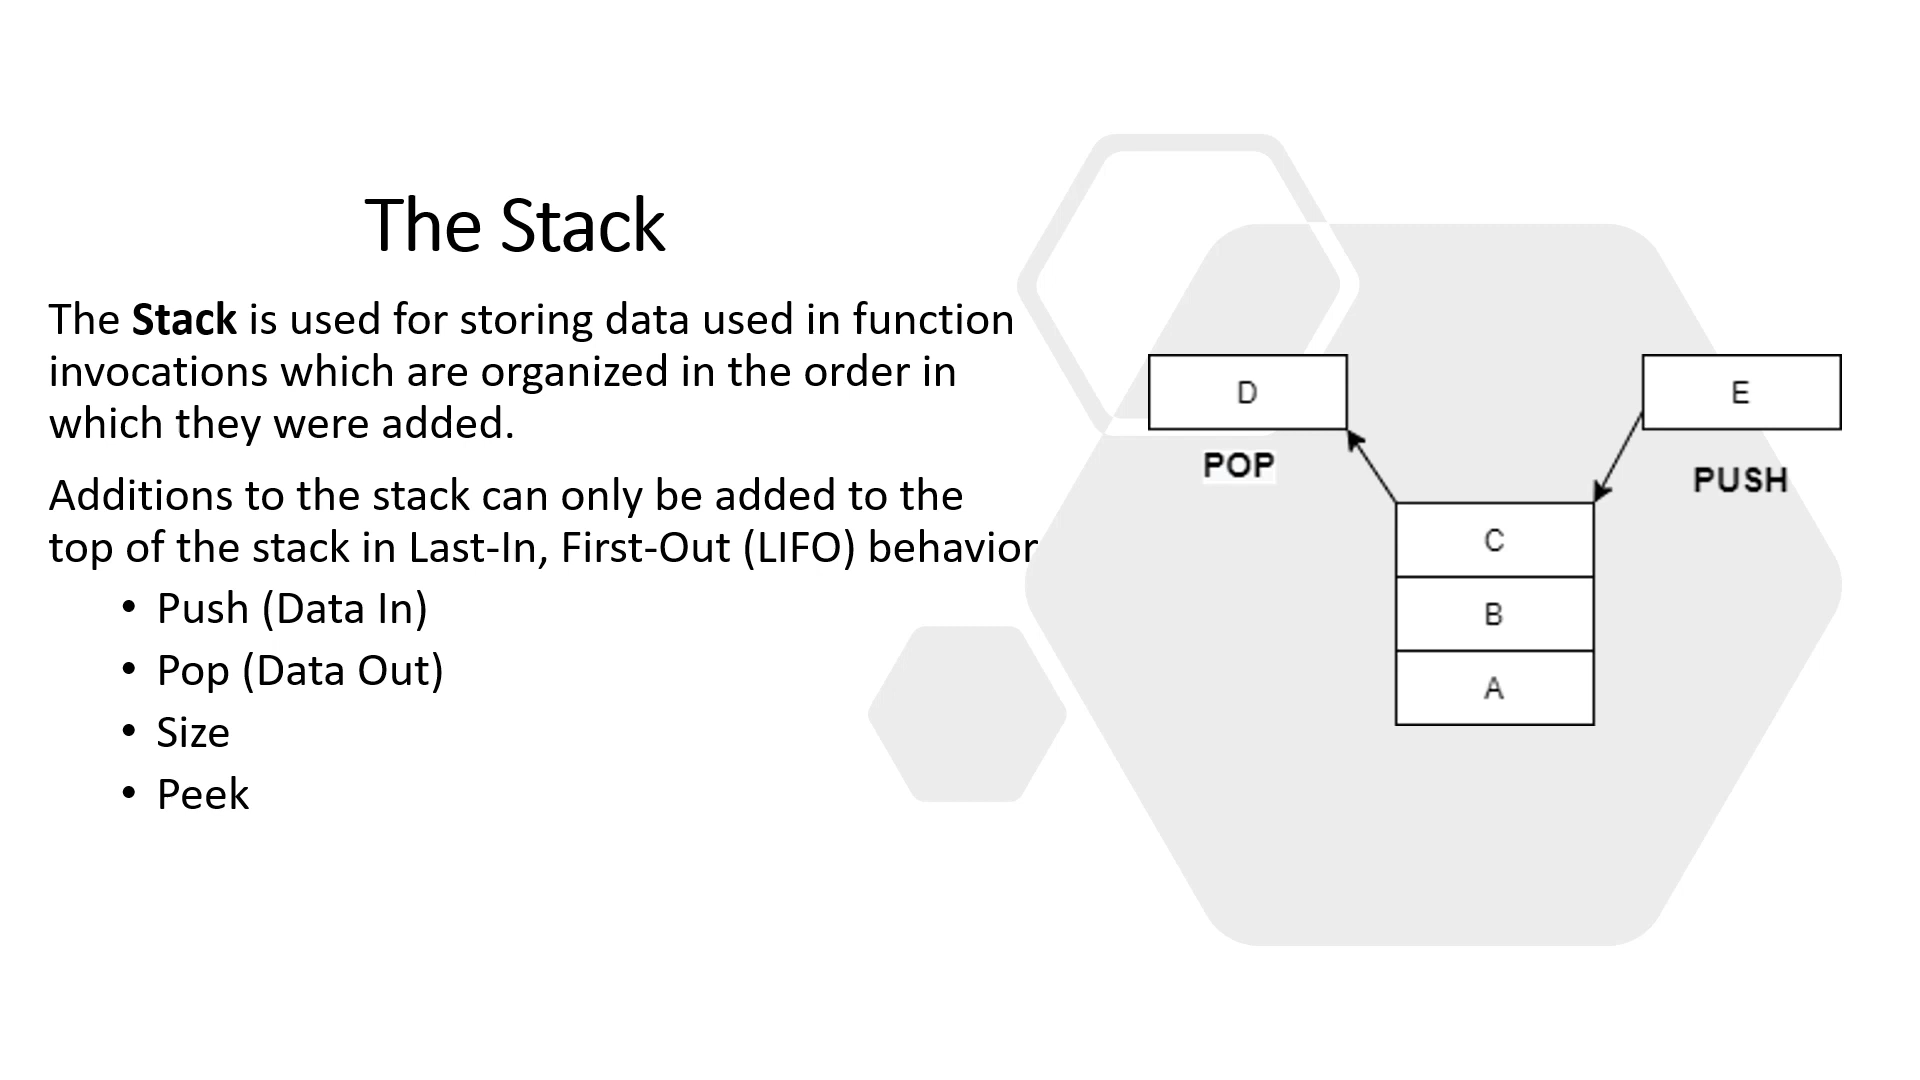 The Stack
The Stack is used for storing data used in function
invocations which are organized in the order in
which they were added.
Additions to the stack can only be added to the
top of the stack in Last-In, First-Out (LIFO) behavior
• Push (Data In)
• Pop (Data Out)
• Size
• Peek
D
POP
E
PUSH
C
B
A